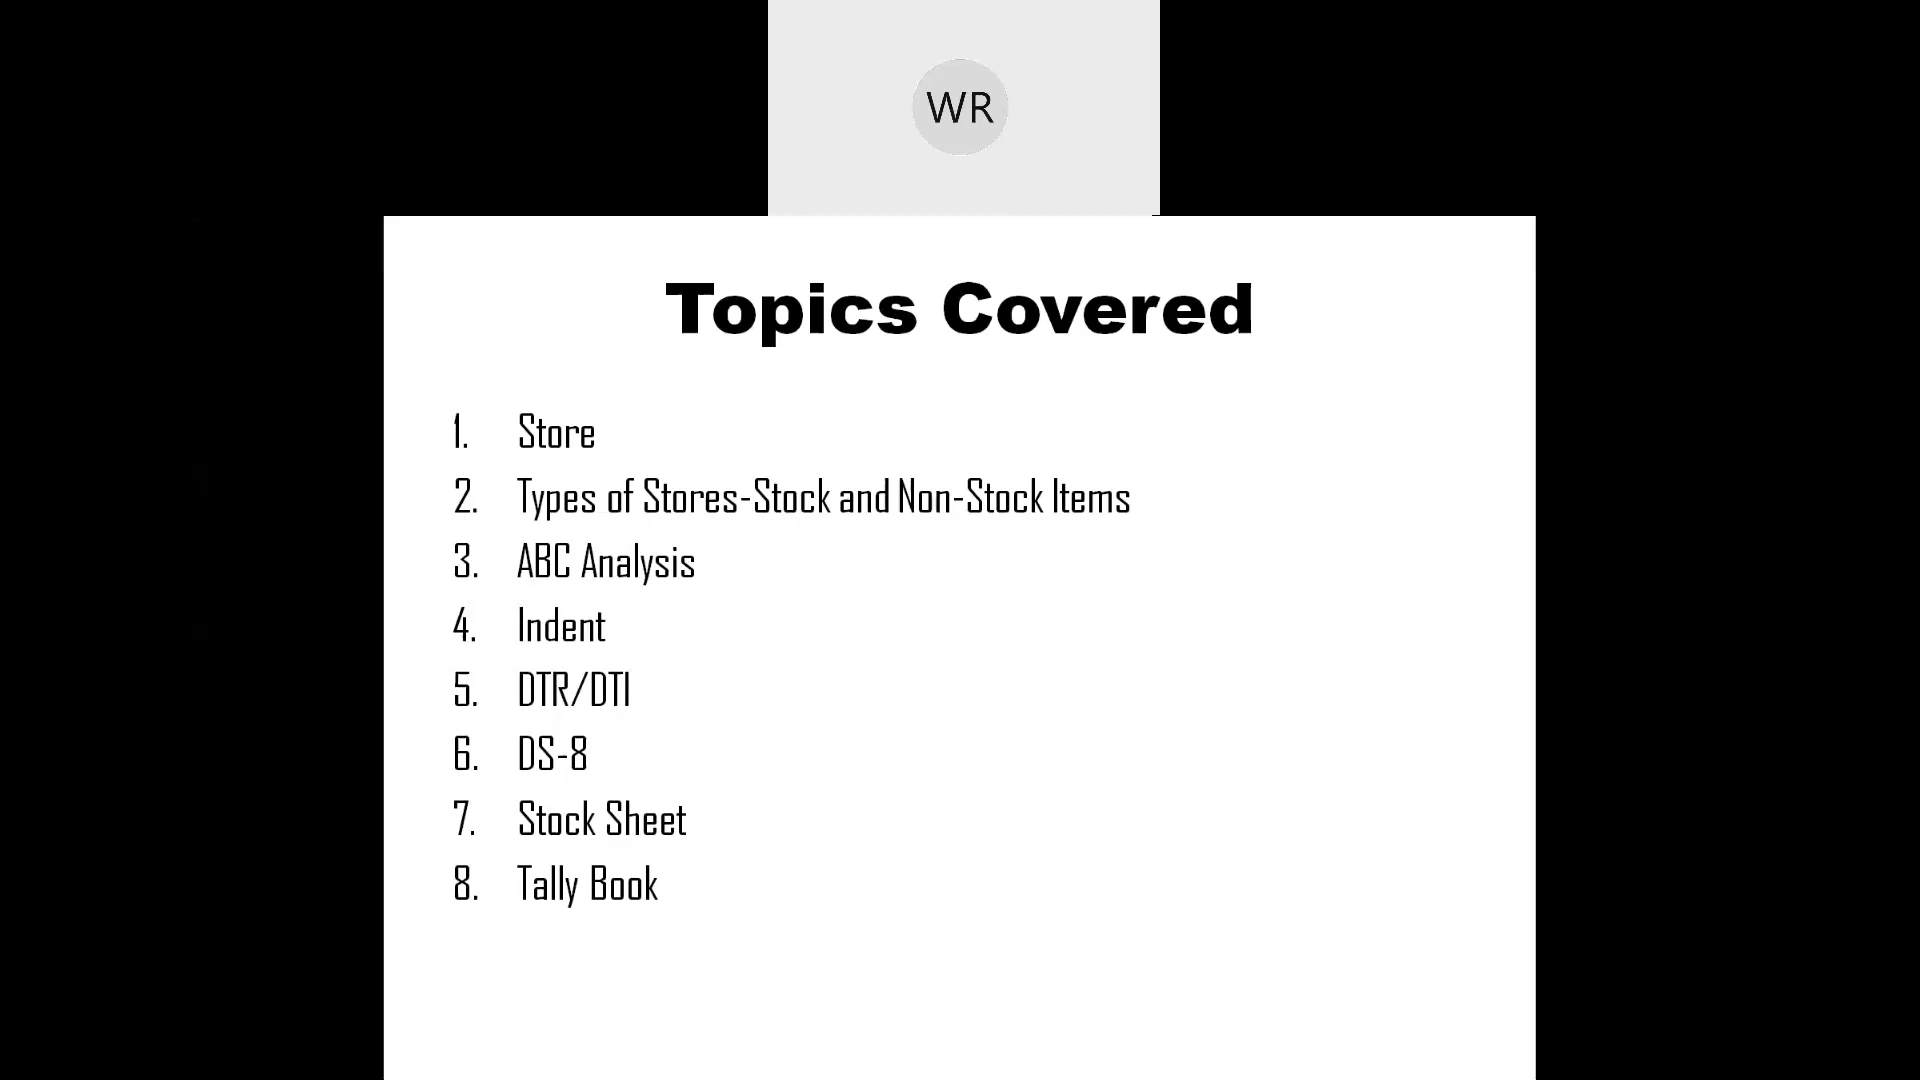 WR
Topics Covered
1. Store
2. Types of Stores-Stock and Non-Stock Items
3. ABC Analysis
4. Indent
5. DTR/DTI
6. DS-8
7. Stock Sheet
8. Tally Book